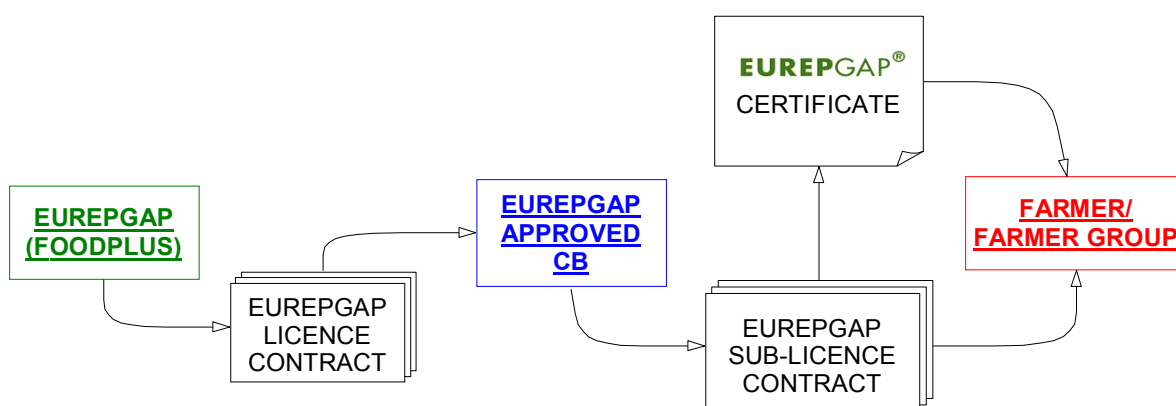 EUREPGAP®
CERTIFICATE
EUREPGAP
(FOODPLUS)
EUREPGAP
APPROVED
CB
FARMER/
FARMER GROUP
EUREPGAP
LICENCE
CONTRACT
EUREPGAP
SUB-LICENCE
CONTRACT